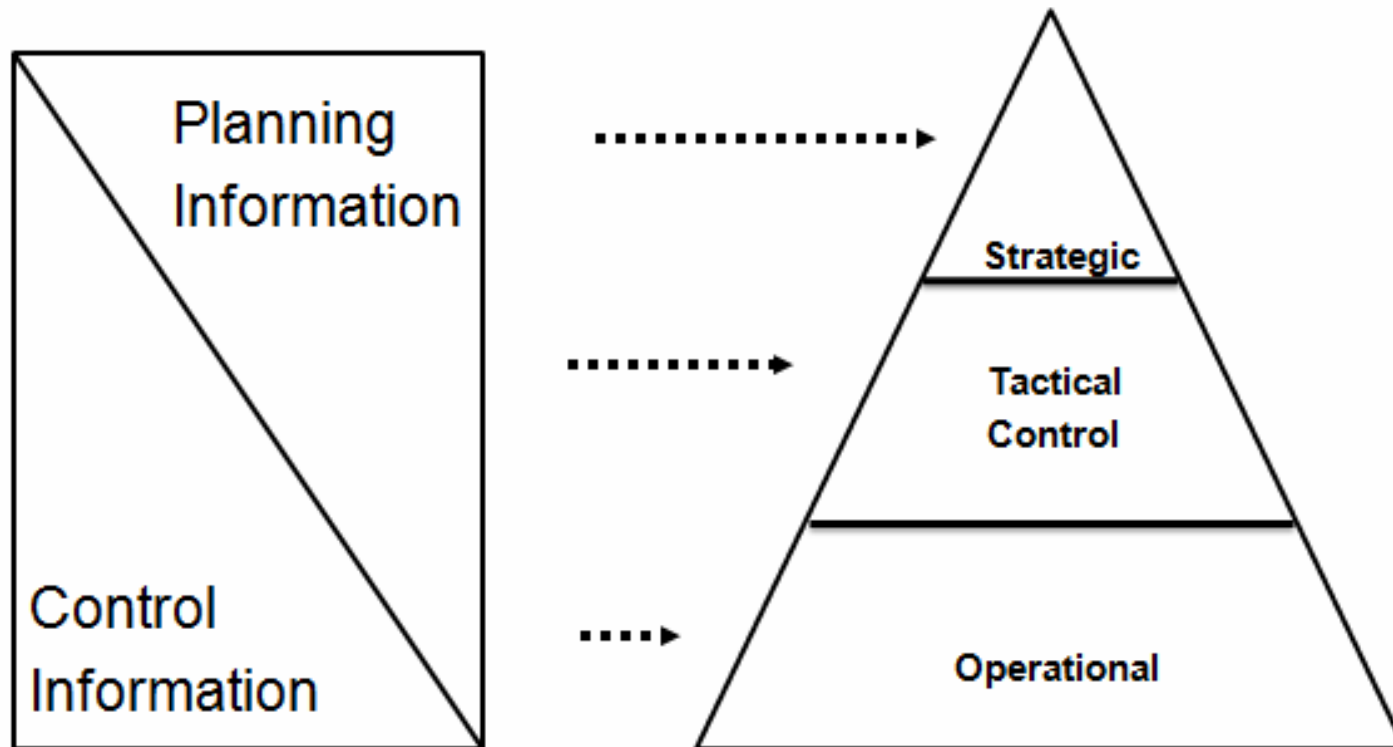 Planning
Information
Control
Information
Strategic
Tactical
Control
Operational